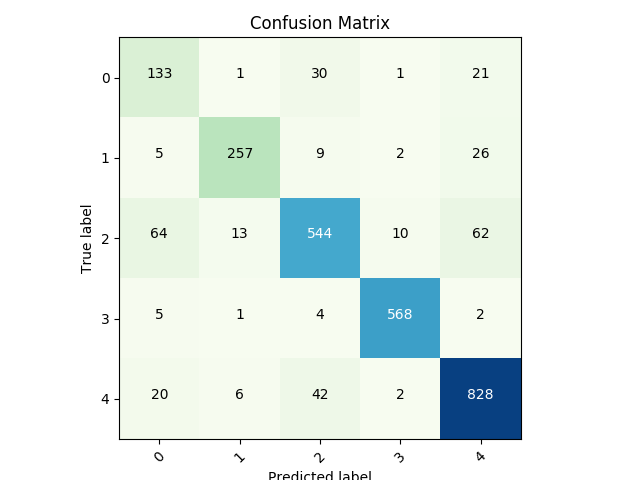 Confusion Matrix
True label
0 133 1 30 1 21
1 5 257 9 2 26
2 64 13 544 10 62
3 5 1 4 568 2
4 20 6 42 2 828
0 1 2 3 4
Predicted label